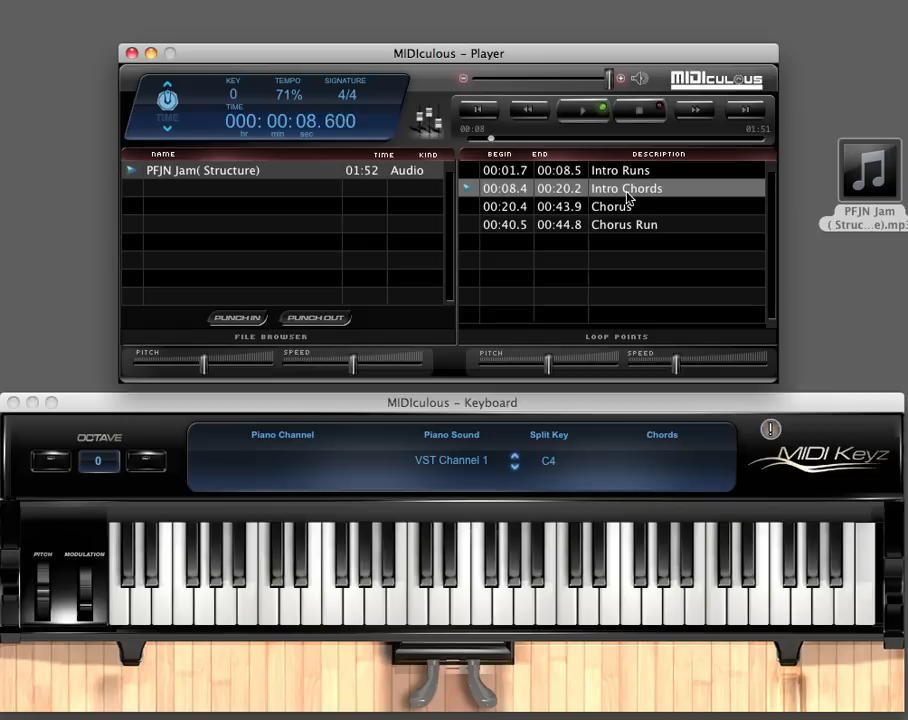 MIDIculous – Player
KEY TEMPO SIGNATURE
0 71% 4/4
TIME
000: 00: 08. 600
hr min sec
TIME
MIDIculous
00:08 01:51
NAME TIME KIND
PFJN Jam( Structure) 01:52 Audio
BEGIN END DESCRIPTION
00:01.7 00:08.5 Intro Runs
00:08.4 00:20.2 Intro Chords
00:20.4 00:43.9 Chorus
00:40.5 00:44.8 Chorus Run
PUNCH IN PUNCH OUT
FILE BROWSER LOOP POINTS
PITCH SPEED PITCH SPEED
PFJN Jam
( Struc...e).mp3
MIDIculous – Keyboard
OCTAVE
0
Piano Channel Piano Sound Split Key Chords
VST Channel 1 C4
MIDI Keyz
PITCH MODULATION